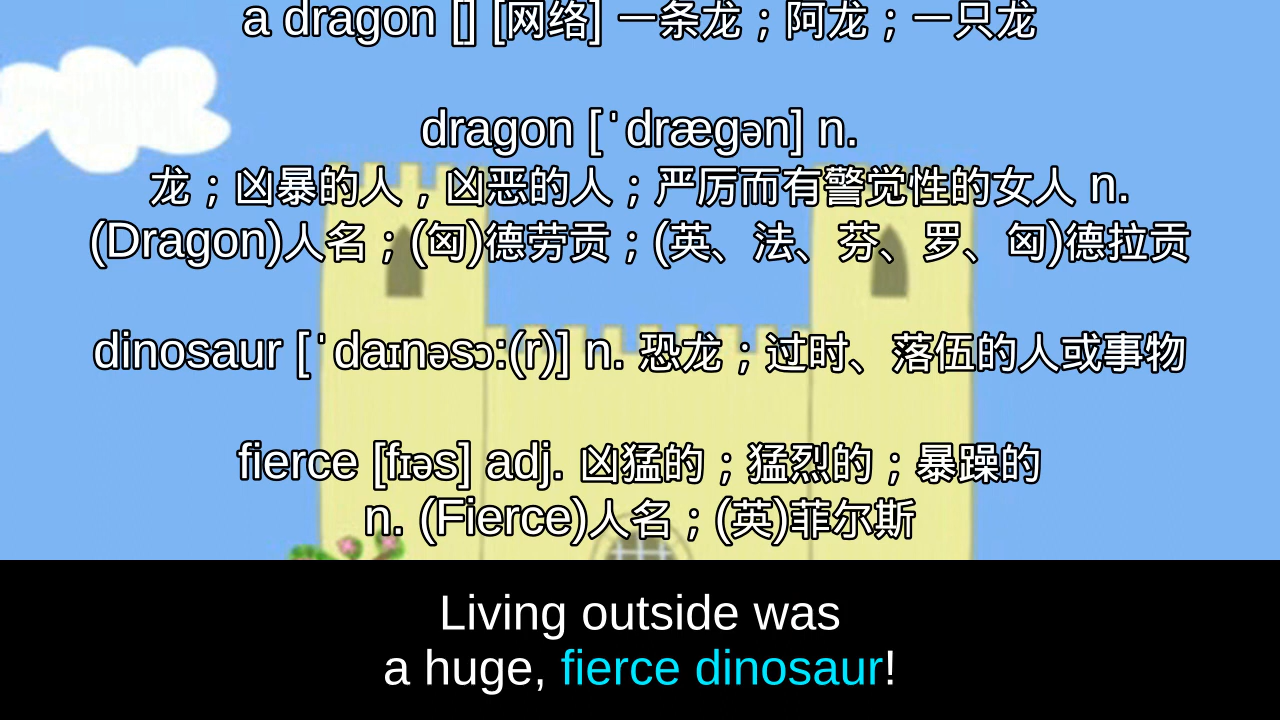 a dragon [] [网络] 一条龙；阿龙；一只龙
dragon [ˈdrægən] n.
龙；凶暴的人，凶恶的人；严厉而有警觉性的女人 n.
(Dragon)人名；(匈)德劳贡；(英、法、芬、罗、匈)德拉贡
dinosaur [ˈdaɪnəsɔ:(r)] n. 恐龙；过时、落伍的人或事物
fierce [fɪəs] adj. 凶猛的；猛烈的；暴躁的
n. (Fierce)人名；(英)菲尔斯
Living outside was
a huge, fierce dinosaur!